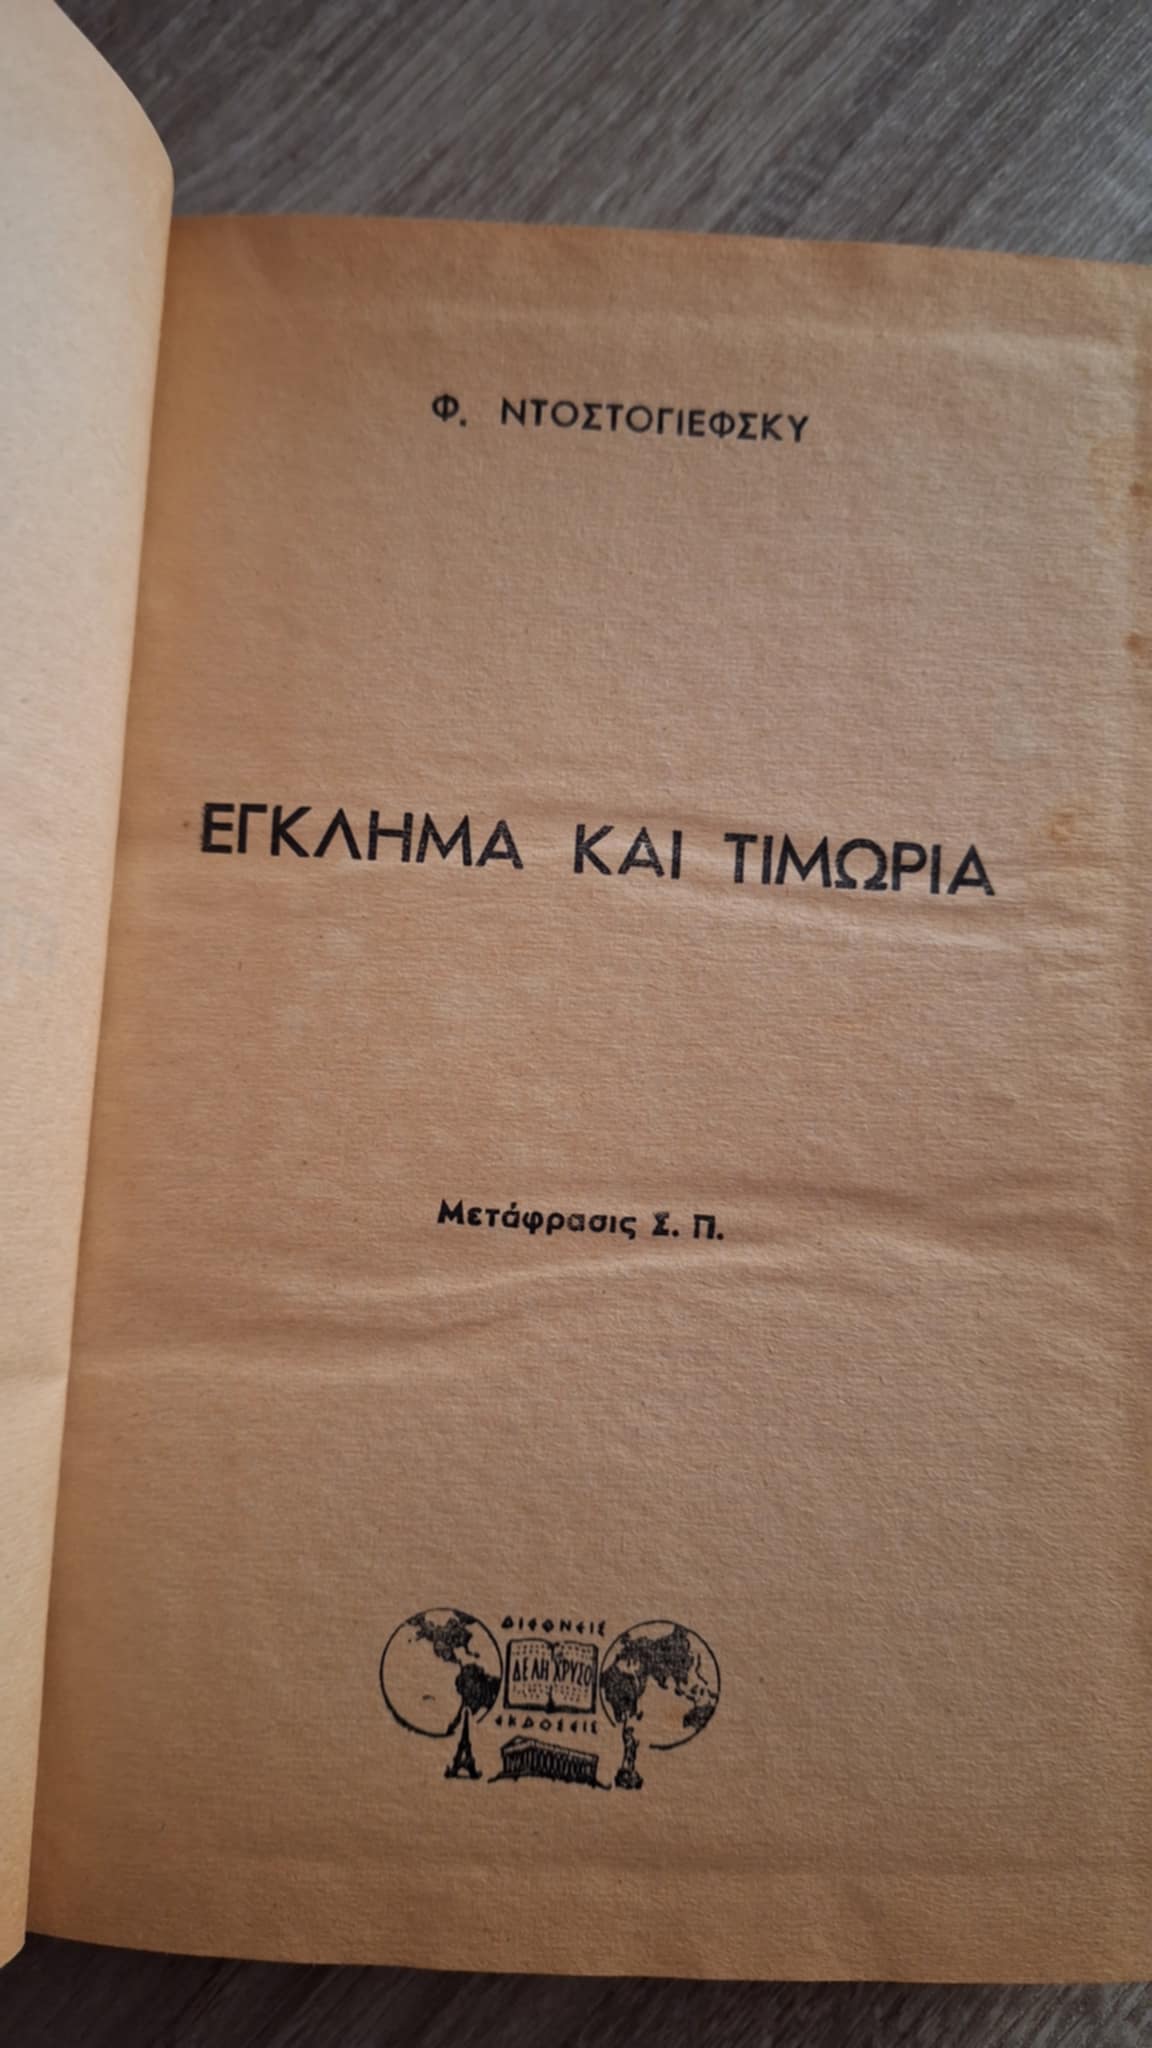 Φ. ΝΤΟΣΤΟΓΙΕΦΣΚΥ
ΕΓΚΛΗΜΑ ΚΑΙ ΤΙΜΩΡΙΑ
Μετάφρασις Σ. Π.
ΔΙΕΘΝΕΙΣ
ΔΕΛΗ ΧΡΥΣΟ
ΕΚΔΟΣΕΙΣ